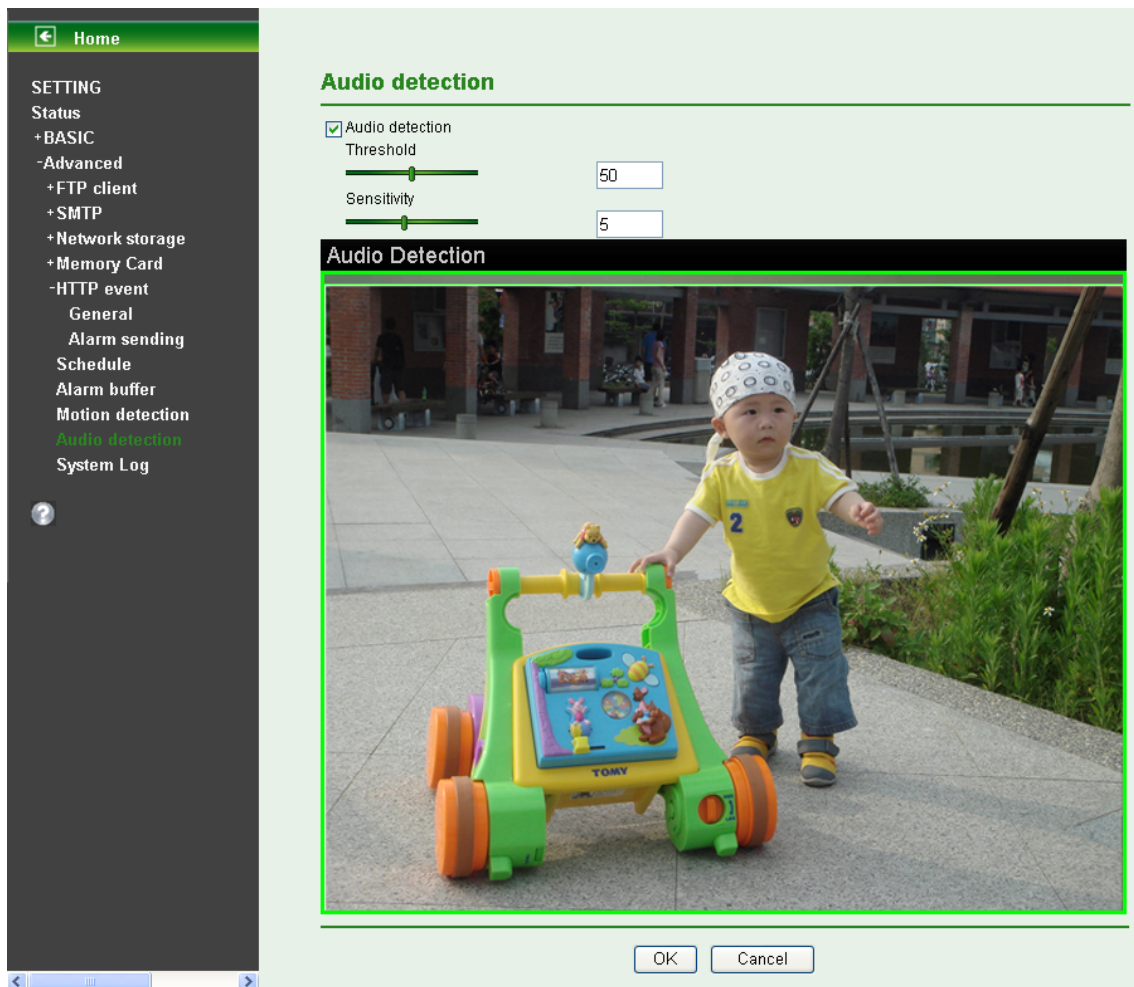 Home
SETTING
Status
+BASIC
-Advanced
+FTP client
+SMTP
+Network storage
+Memory Card
-HTTP event
General
Alarm sending
Schedule
Alarm buffer
Motion detection
Audio detection
System Log
?
Audio detection
Audio detection
Threshold
50
Sensitivity
5
Audio Detection
2
TOMY
OK
Cancel